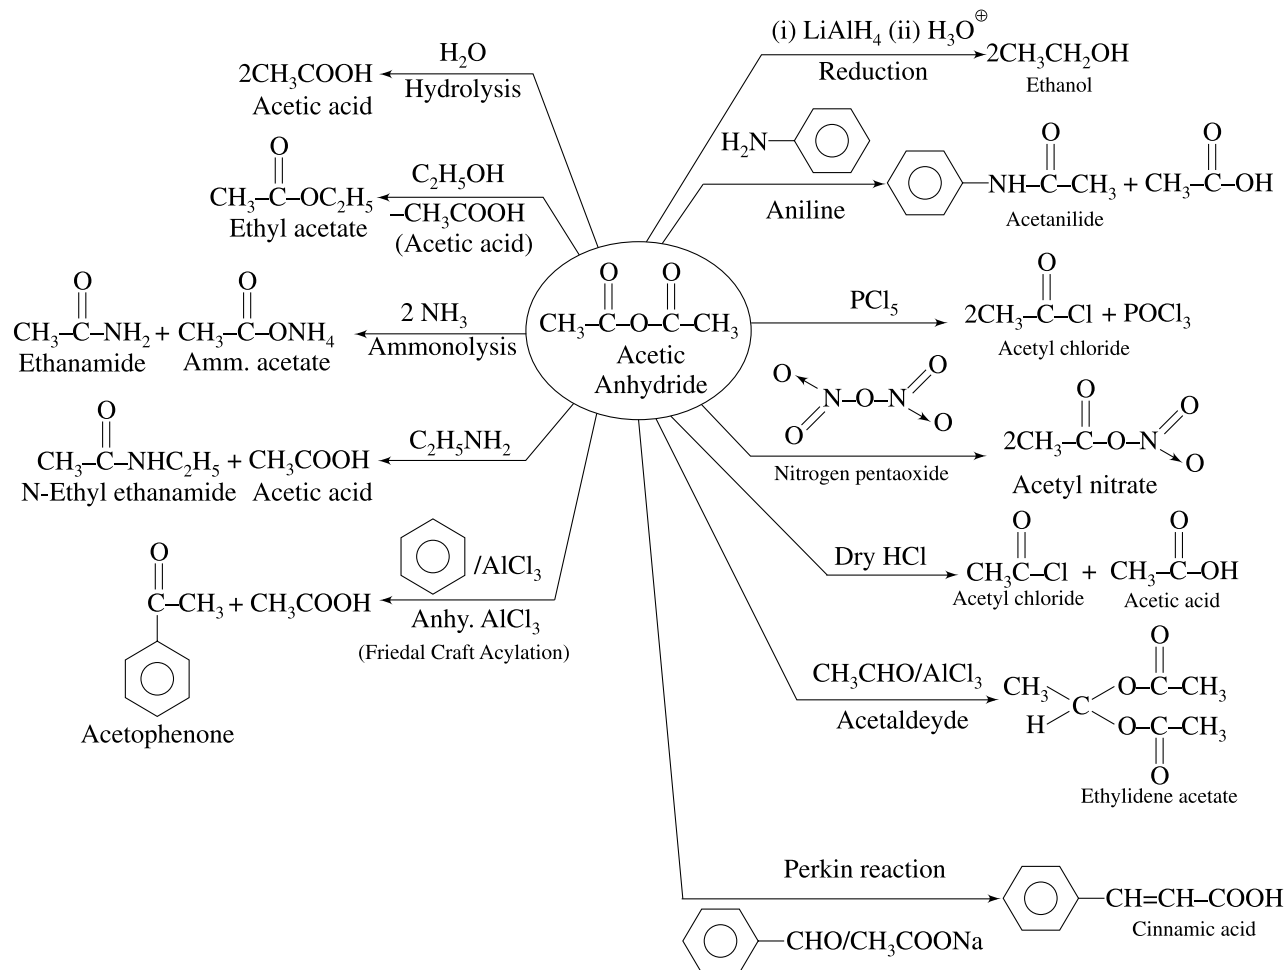 H₂O
2CH₃COOH
Hydrolysis
Acetic acid
O
CH₃–C–OC₂H₅
C₂H₅OH
–CH₃COOH
Ethyl acetate
(Acetic acid)
O O
CH₃–C–NH₂ + CH₃–C–ONH₄
2 NH₃
Ammonolysis
Ethanamide Amm. acetate
O
CH₃–C–NHC₂H₅ + CH₃COOH
C₂H₅NH₂
N-Ethyl ethanamide Acetic acid
O
C–CH₃ + CH₃COOH
/AlCl₃
Anhy. AlCl₃
(Friedal Craft Acylation)
Acetophenone
O O
CH₃–C–O–C–CH₃
Acetic
Anhydride
(i) LiAlH₄ (ii) H₃O⊕
Reduction
2CH₃CH₂OH
Ethanol
H₂N
Aniline
O O
NH–C–CH₃ + CH₃–C–OH
Acetanilide
PCl₅
O
2CH₃–C–Cl + POCl₃
Acetyl chloride
O O
N–O–N
O O
Nitrogen pentaoxide
O O
2CH₃–C–O–N
O
Acetyl nitrate
Dry HCl
O O
CH₃C–Cl + CH₃–C–OH
Acetyl chloride Acetic acid
CH₃CHO/AlCl₃
Acetaldeyde
O
CH₃ O–C–CH₃
C
H O–C–CH₃
O
Ethylidene acetate
Perkin reaction
CHO/CH₃COONa
CH=CH–COOH
Cinnamic acid